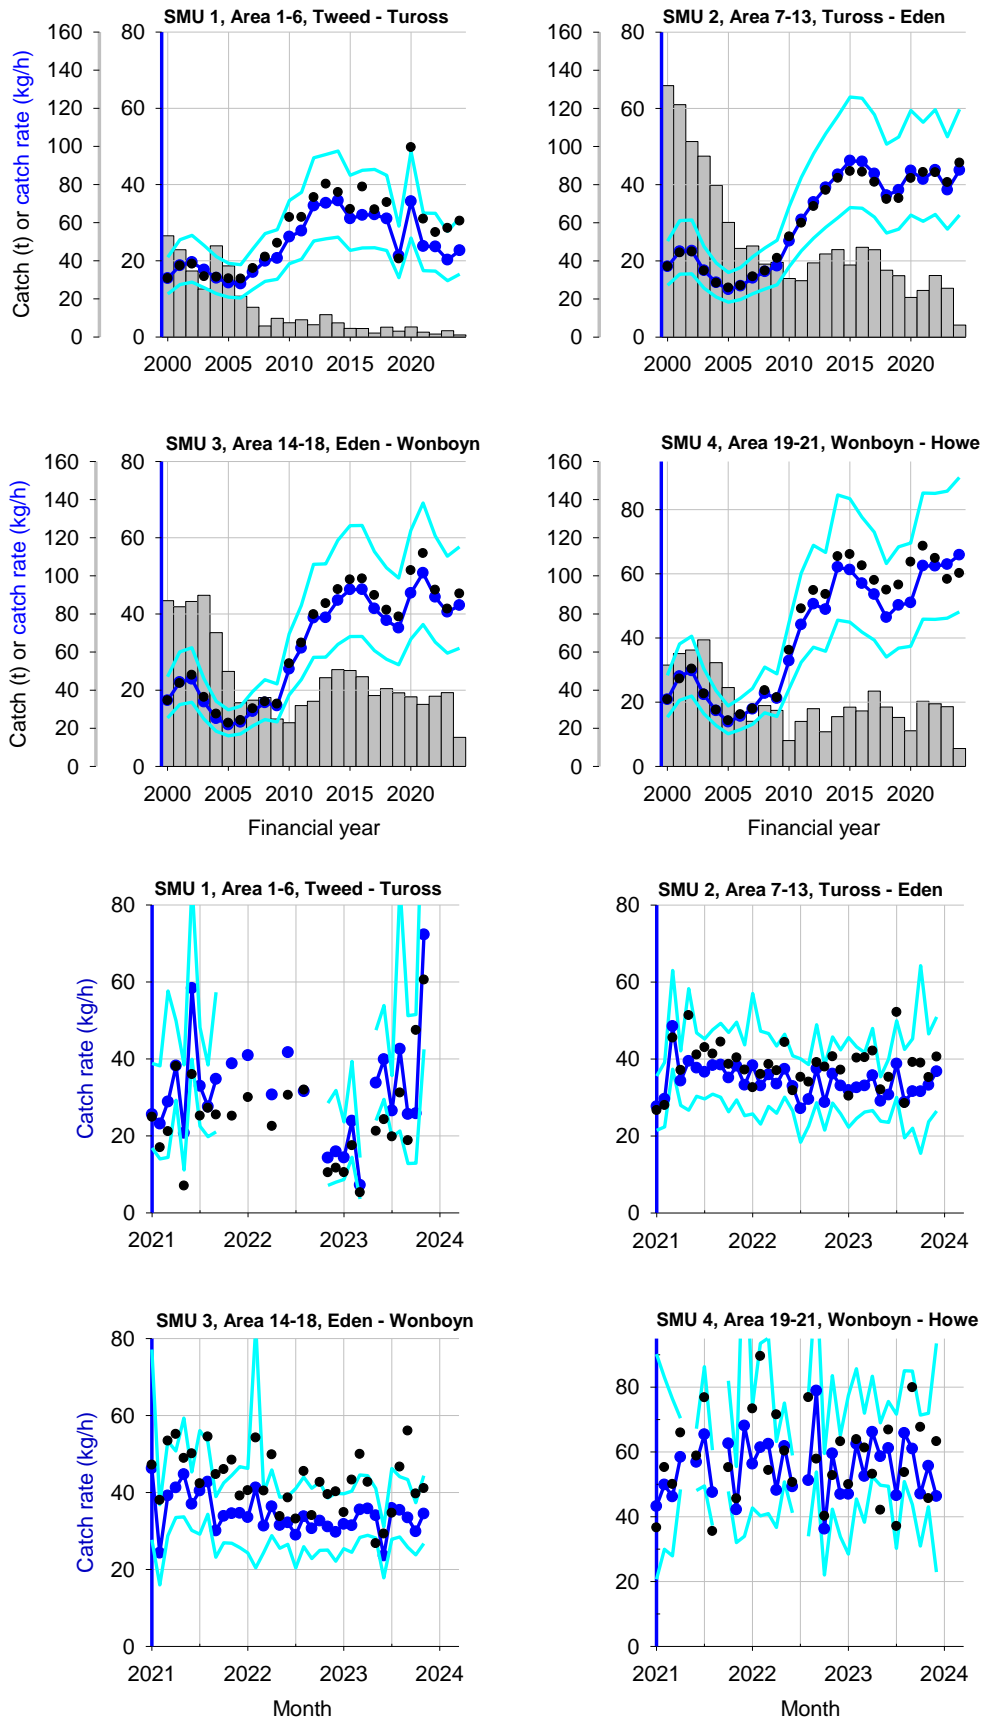 SMU 1, Area 1-6, Tweed - Tuross
SMU 2, Area 7-13, Tuross - Eden
160 80
140
120 60
100
80 40
60
40 20
20
0 0
160 80
140
120 60
100
80 40
60
40 20
20
0 0
Catch (t) or catch rate (kg/h)
2000 2005 2010 2015 2020
2000 2005 2010 2015 2020
SMU 3, Area 14-18, Eden - Wonboyn
SMU 4, Area 19-21, Wonboyn - Howe
160 80
140
120 60
100
80 40
60
40 20
20
0 0
160
140 80
120
100 60
80
60 40
40 20
20
0 0
Catch (t) or catch rate (kg/h)
2000 2005 2010 2015 2020
2000 2005 2010 2015 2020
Financial year
Financial year
SMU 1, Area 1-6, Tweed - Tuross
SMU 2, Area 7-13, Tuross - Eden
80
60
40
20
0
80
60
40
20
0
Catch rate (kg/h)
2021 2022 2023 2024
2021 2022 2023 2024
SMU 3, Area 14-18, Eden - Wonboyn
SMU 4, Area 19-21, Wonboyn - Howe
80
60
40
20
0
80
60
40
20
0
Catch rate (kg/h)
2021 2022 2023 2024
2021 2022 2023 2024
Month
Month